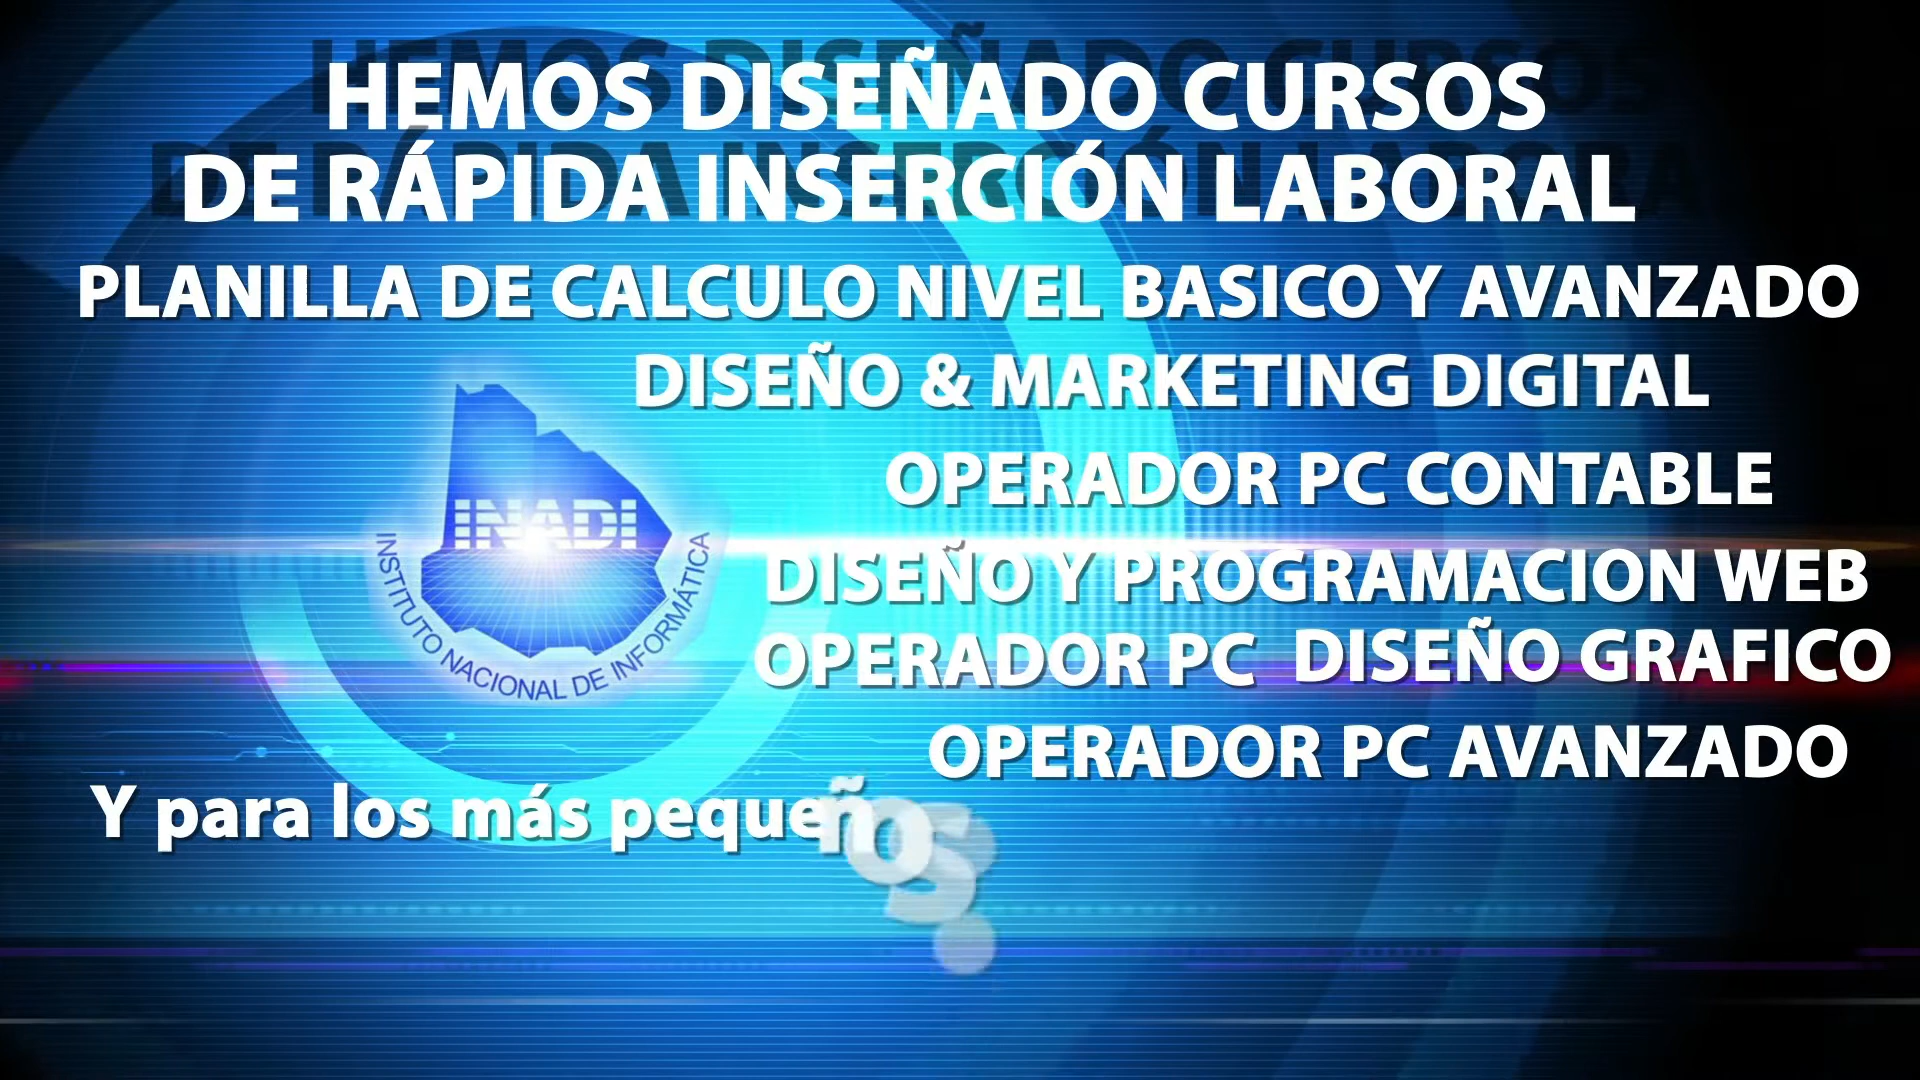 HEMOS DISEÑADO CURSOS
DE RÁPIDA INSERCIÓN LABORAL
PLANILLA DE CALCULO NIVEL BASICO Y AVANZADO
DISEÑO & MARKETING DIGITAL
OPERADOR PC CONTABLE
INADI
INSTITUTO NACIONAL DE INFORMÁTICA
DISEÑO Y PROGRAMACION WEB
OPERADOR PC DISEÑO GRAFICO
OPERADOR PC AVANZADO
Y para los más pequeños